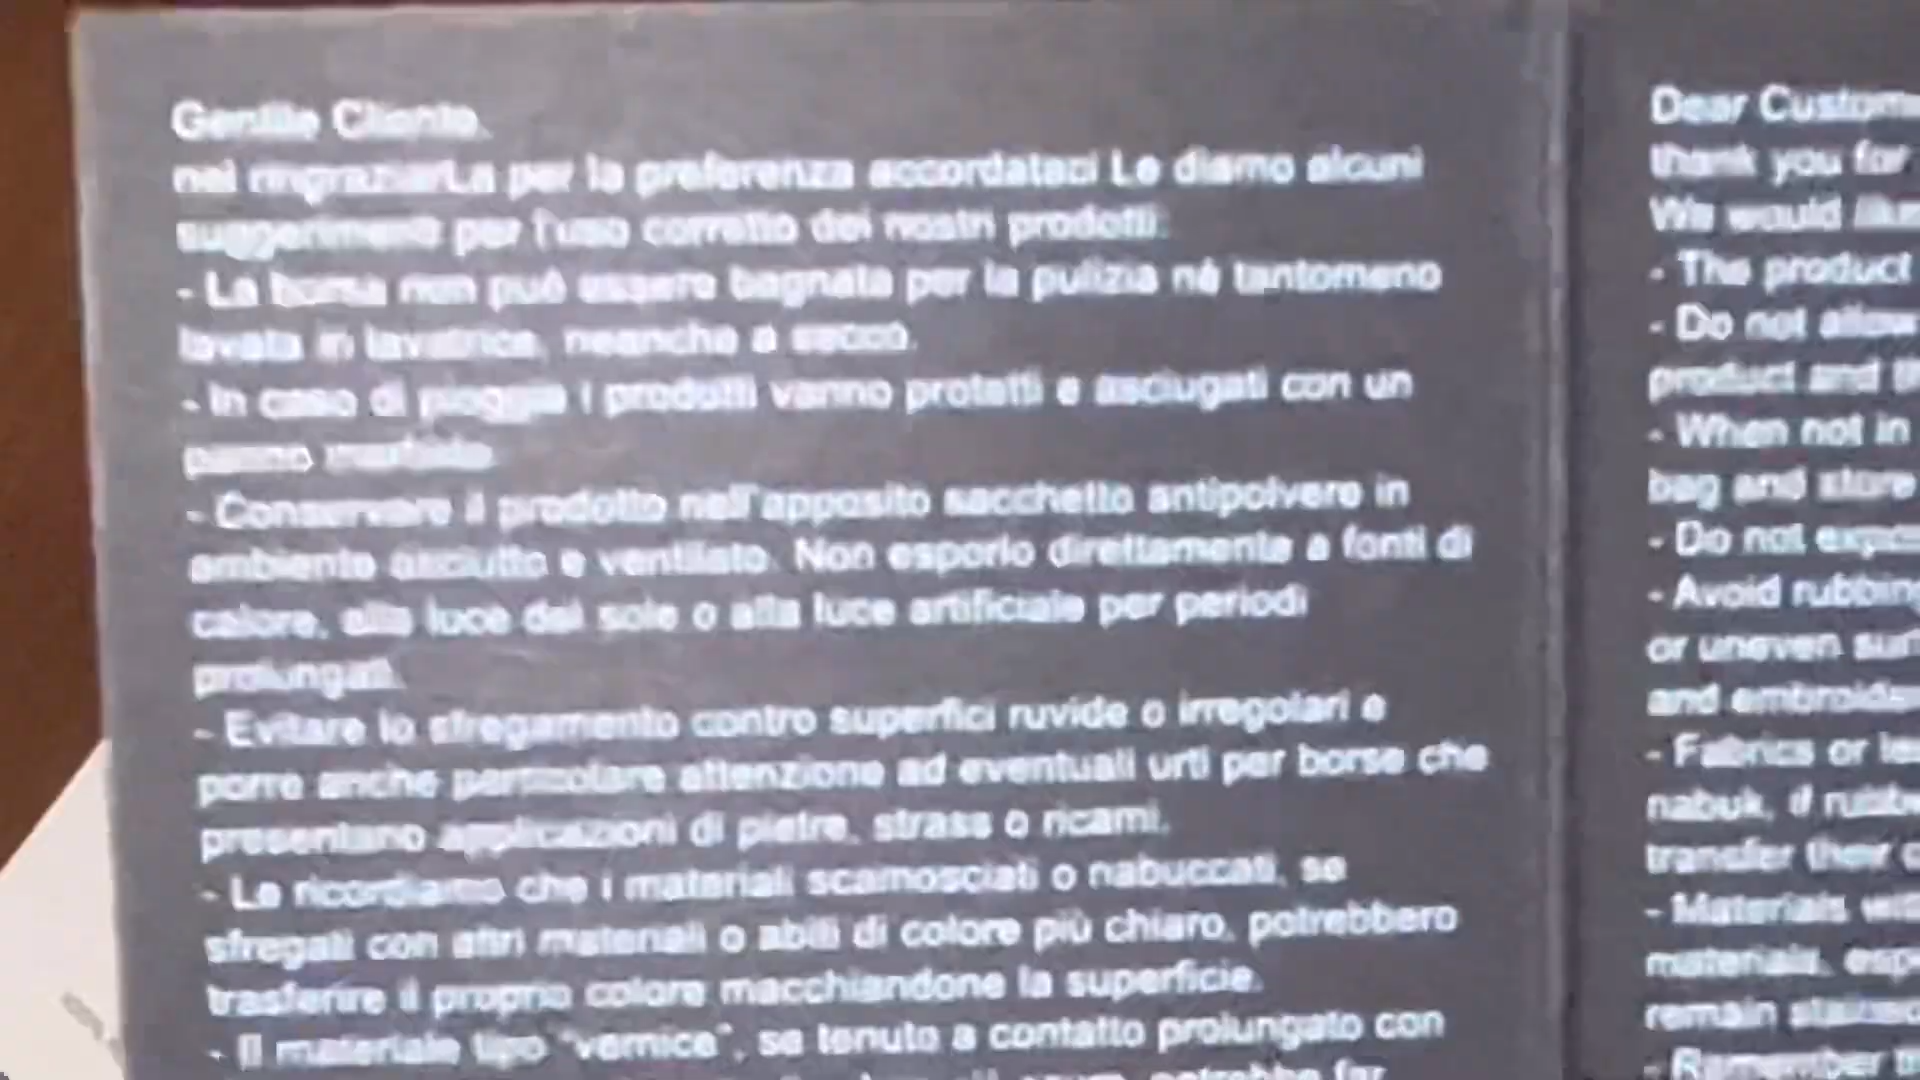 Gentile Cliente,
nel ringraziarLa per la preferenza accordataci Le diamo alcuni
suggerimenti per l'uso corretto dei nostri prodotti:
- La borsa non può essere bagnata per la pulizia né tantomeno
lavata in lavatrice, neanche a secco.
- In caso di pioggia i prodotti vanno protetti e asciugati con un
panno morbido.
- Conservare il prodotto nell'apposito sacchetto antipolvere in
ambiente asciutto e ventilato. Non esporlo direttamente a fonti di
calore, alla luce del sole o alla luce artificiale per periodi
prolungati.
- Evitare lo sfregamento contro superfici ruvide o irregolari e
porre anche particolare attenzione ad eventuali urti per borse che
presentano applicazioni di pietre, strass o ricami.
- Le ricordiamo che i materiali scamosciati o nabuccati, se
sfregati con altri materiali o abiti di colore più chiaro, potrebbero
trasferire il proprio colore macchiandone la superficie.
- Il materiale tipo "vernice", se tenuto a contatto prolungato con
potrebbe far
Dear
thank you for
We would
- The product
- Do not allow
product and
- When not in
bag and store
- Do not
- Avoid rubbing
or uneven
and
- Fabrics or
nabuk, if
transfer their
- Materials
materials,
remain
- Remember